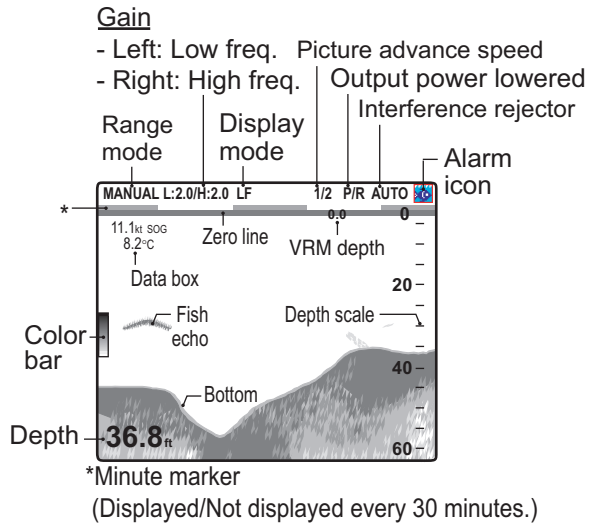 Gain
- Left: Low freq.
- Right: High freq.
Picture advance speed
Output power lowered
Interference rejector
Range
mode
Display
mode
Alarm
icon
MANUAL L:2.0/H:2.0 LF 1/2 P/R AUTO
*
0.0
0
11.1kt SOG
8.2°C
Zero line
VRM depth
Data box
20
Fish
echo
Depth scale
Color
bar
40
Bottom
Depth
36.8ft
60
*Minute marker
(Displayed/Not displayed every 30 minutes.)